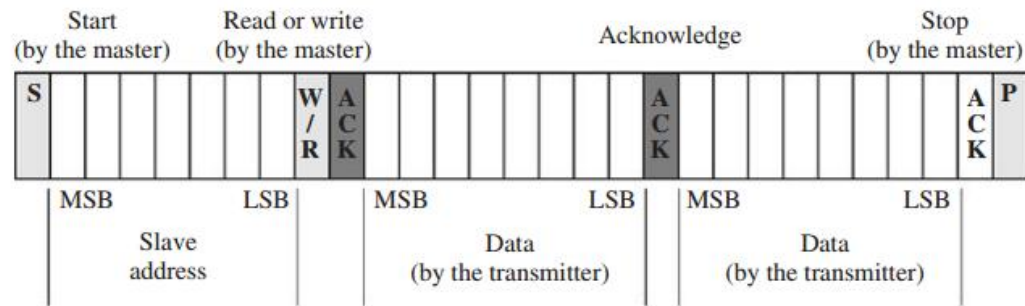 Start
(by the master)
Read or write
(by the master)
Acknowledge
Stop
(by the master)
S
W
/
R
A
C
K
A
C
K
A
C
K
P
MSB
LSB
MSB
LSB
MSB
LSB
Slave
address
Data
(by the transmitter)
Data
(by the transmitter)